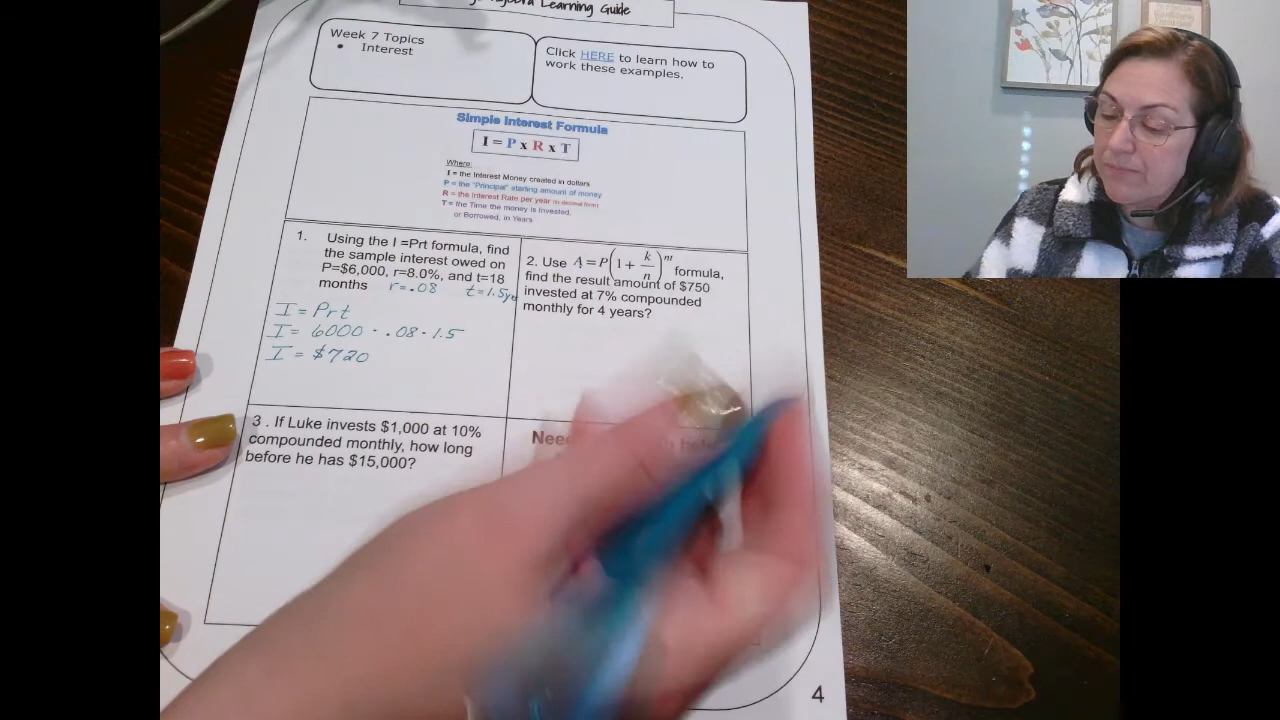 Learning Guide
Week 7 Topics
• Interest
Click HERE to learn how to
work these examples.
Simple Interest Formula
I = P x R x T
Where:
I = the Interest Money created in dollars
P = the "Principal" starting amount of money
R = the Interest Rate per year (in decimal form)
T = the Time the money is Invested,
or Borrowed, in Years
1. Using the I =Prt formula, find
the sample interest owed on
P=$6,000, r=8.0%, and t=18
months r=.08 t=1.5yr
I = Prt
I = 6000 · .08 · 1.5
I = $720
2. Use A = P(1 + k/n)^nt formula,
find the result amount of $750
invested at 7% compounded
monthly for 4 years?
3 . If Luke invests $1,000 at 10%
compounded monthly, how long
before he has $15,000?
4